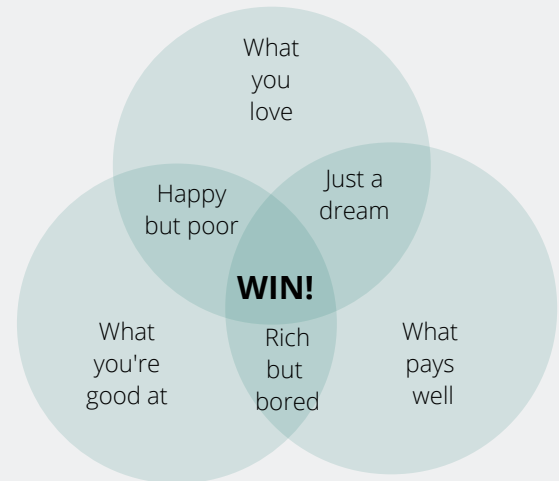 What
you
love
Happy
but poor
Just a
dream
WIN!
What
you're
good at
Rich
but
bored
What
pays
well